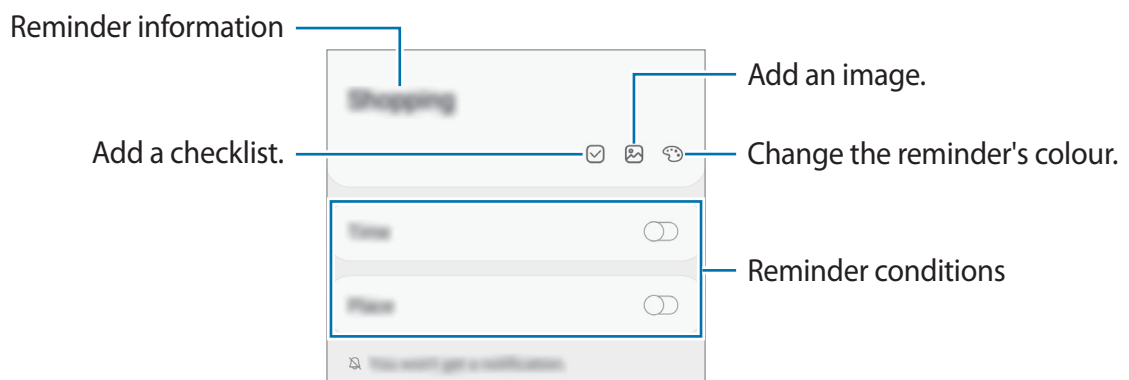 Reminder information
Add an image.
Shopping
Add a checklist.
Change the reminder's colour.
Time
Reminder conditions
Place
You won't get a notification.